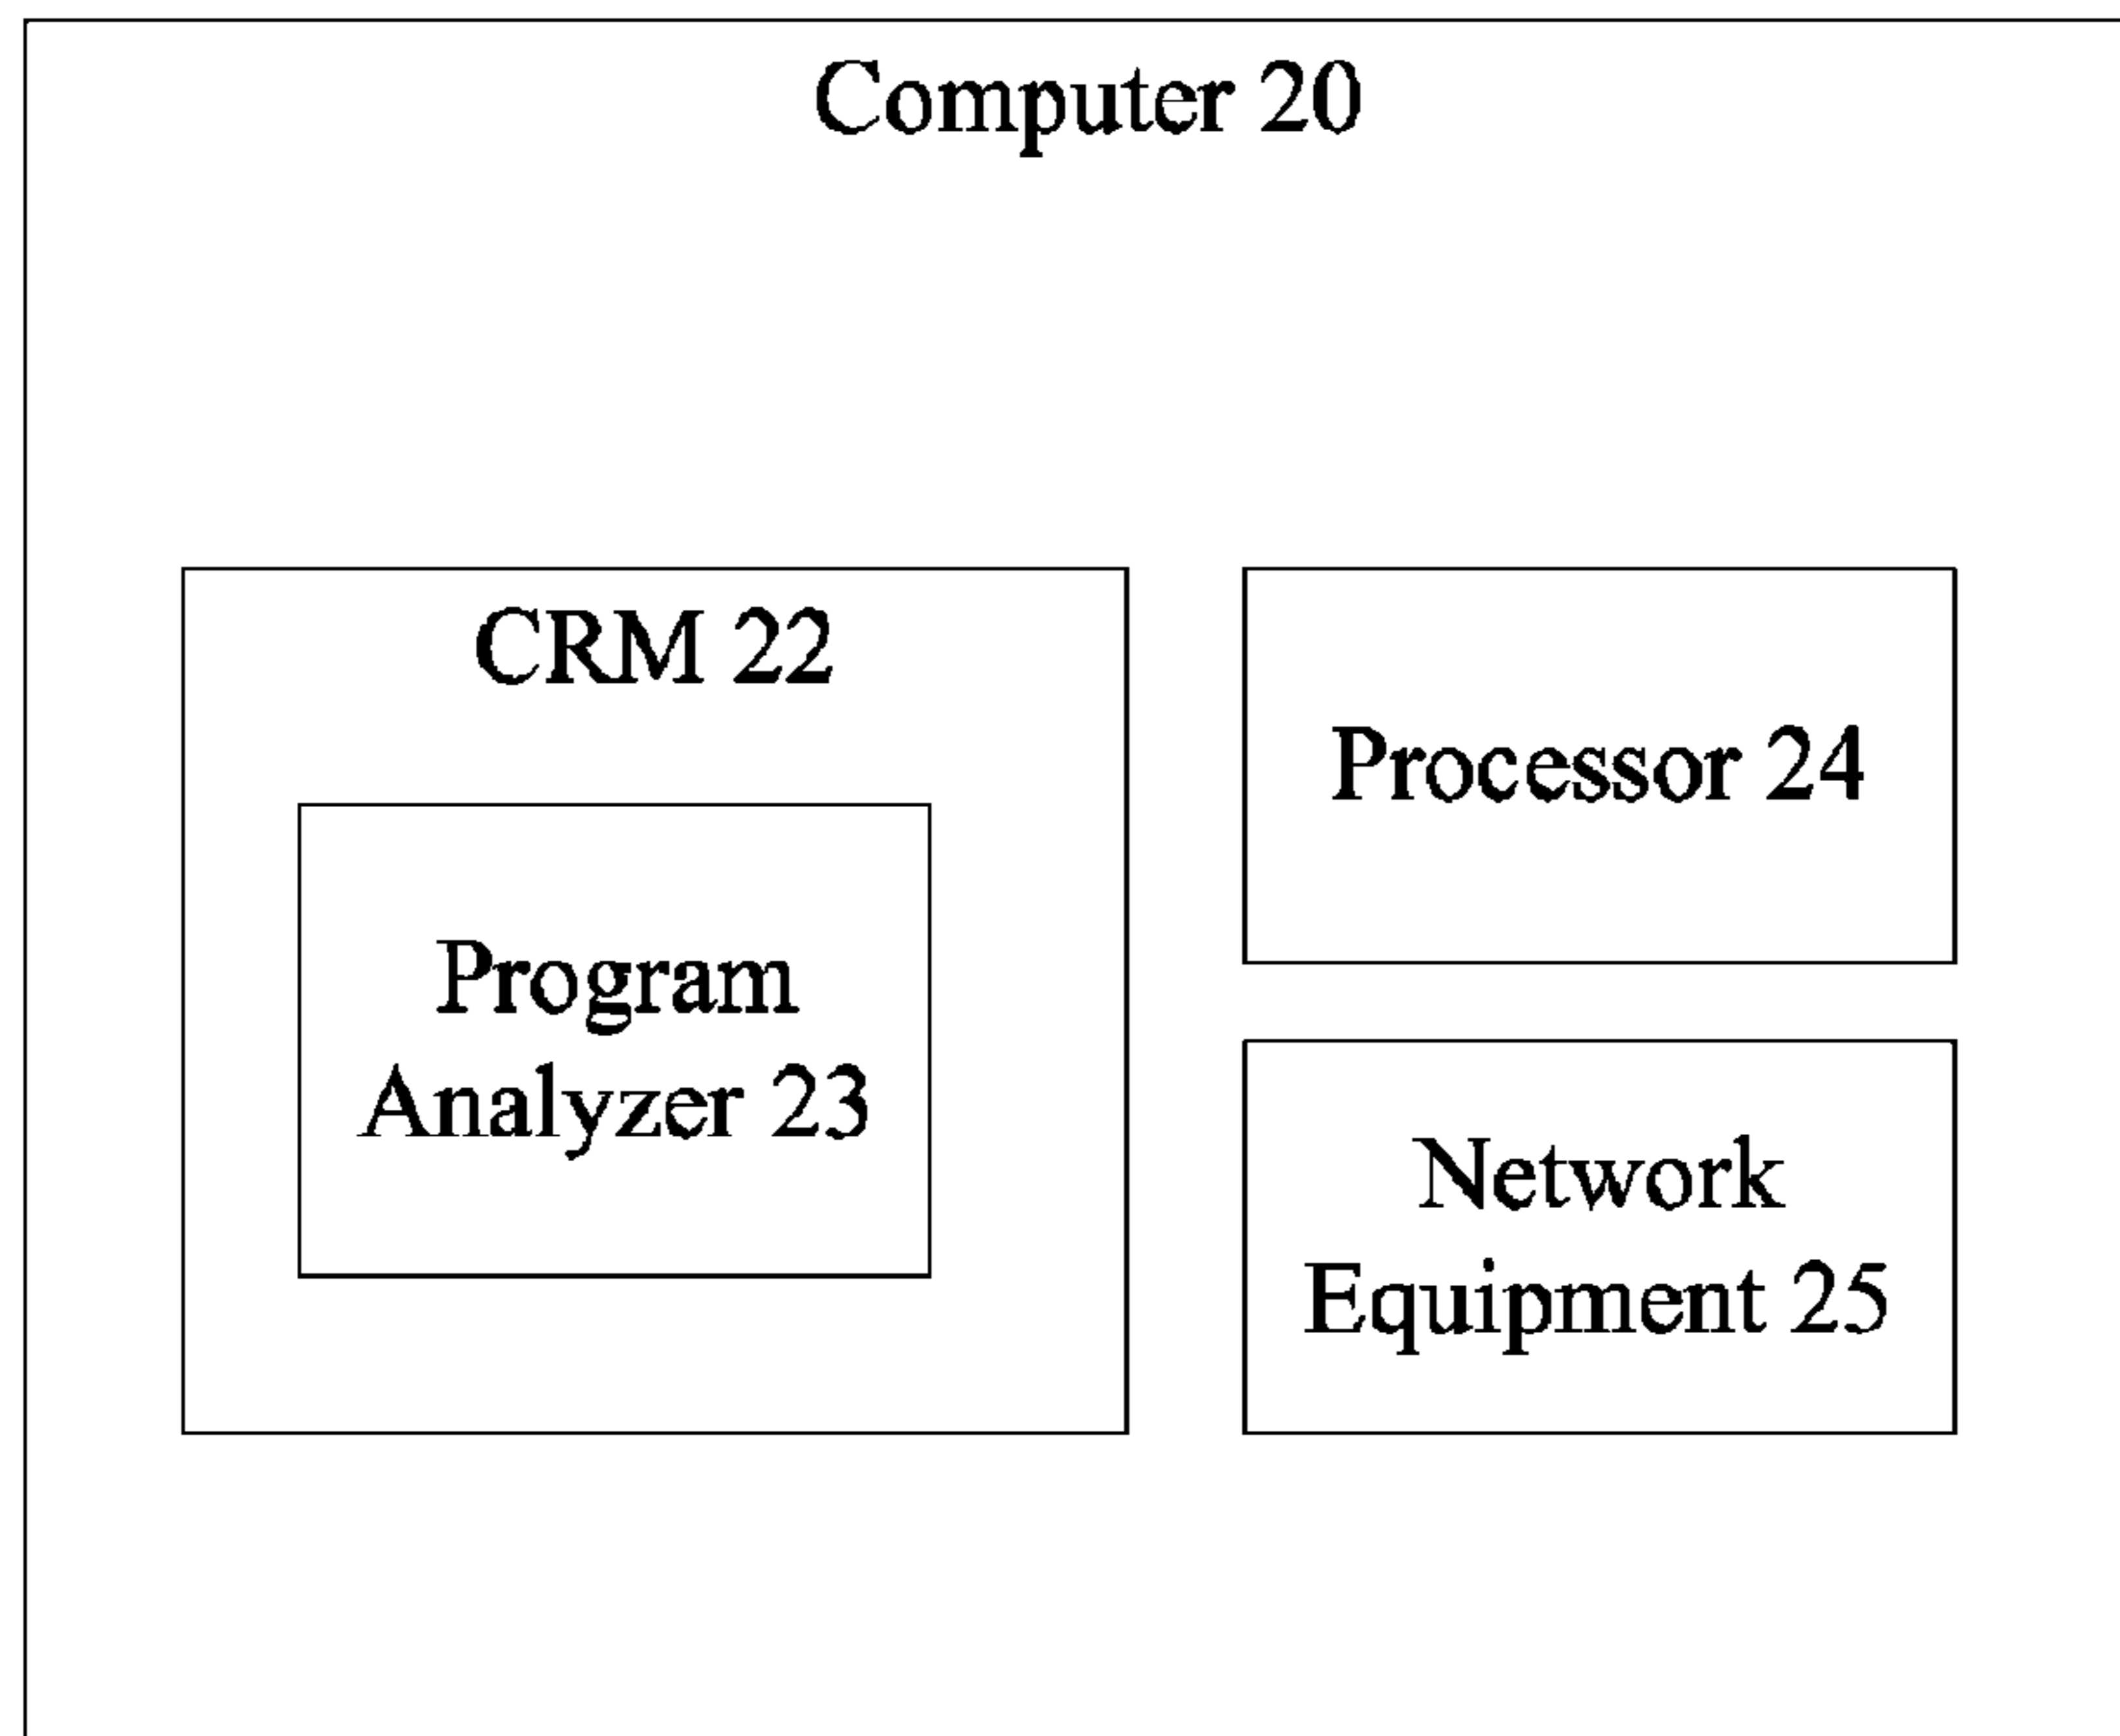 Computer 20
CRM 22
Program
Analyzer 23
Processor 24
Network
Equipment 25